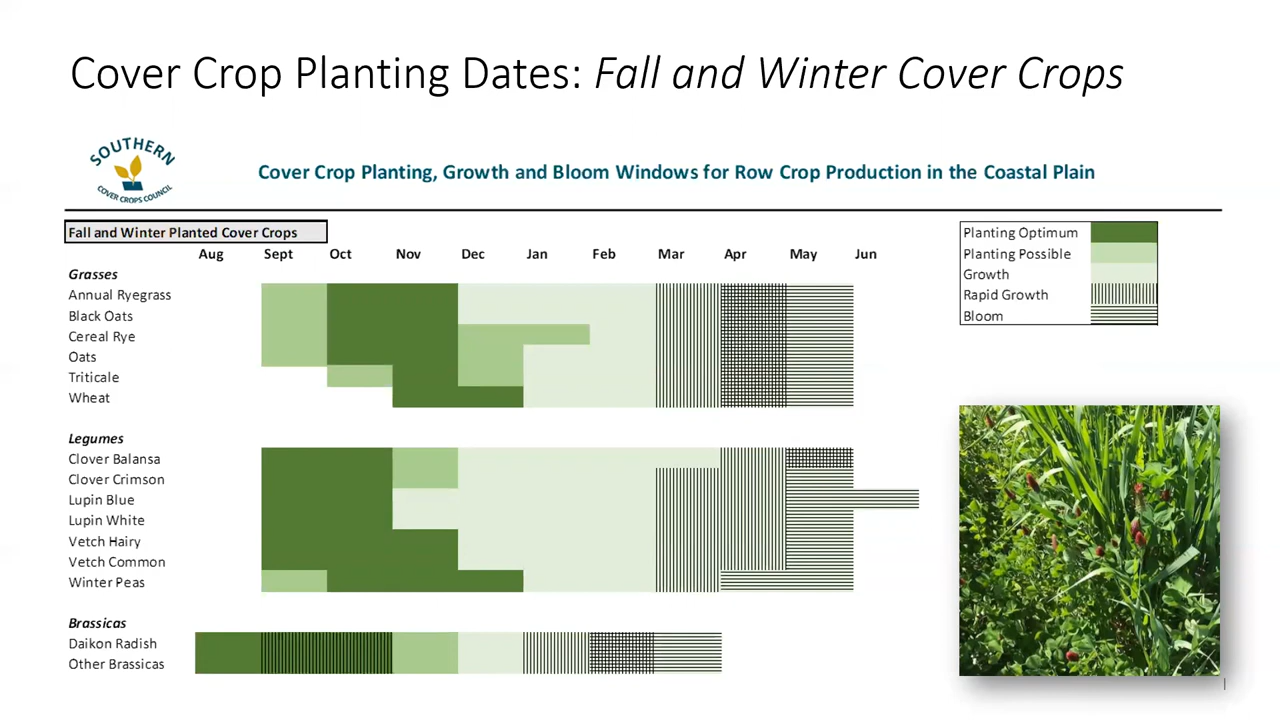 Cover Crop Planting Dates: Fall and Winter Cover Crops
SOUTHERN
COVER CROPS COUNCIL
Cover Crop Planting, Growth and Bloom Windows for Row Crop Production in the Coastal Plain
Fall and Winter Planted Cover Crops
Aug Sept Oct Nov Dec Jan Feb Mar Apr May Jun
Grasses
Annual Ryegrass
Black Oats
Cereal Rye
Oats
Triticale
Wheat
Legumes
Clover Balansa
Clover Crimson
Lupin Blue
Lupin White
Vetch Hairy
Vetch Common
Winter Peas
Brassicas
Daikon Radish
Other Brassicas
Planting Optimum
Planting Possible
Growth
Rapid Growth
Bloom